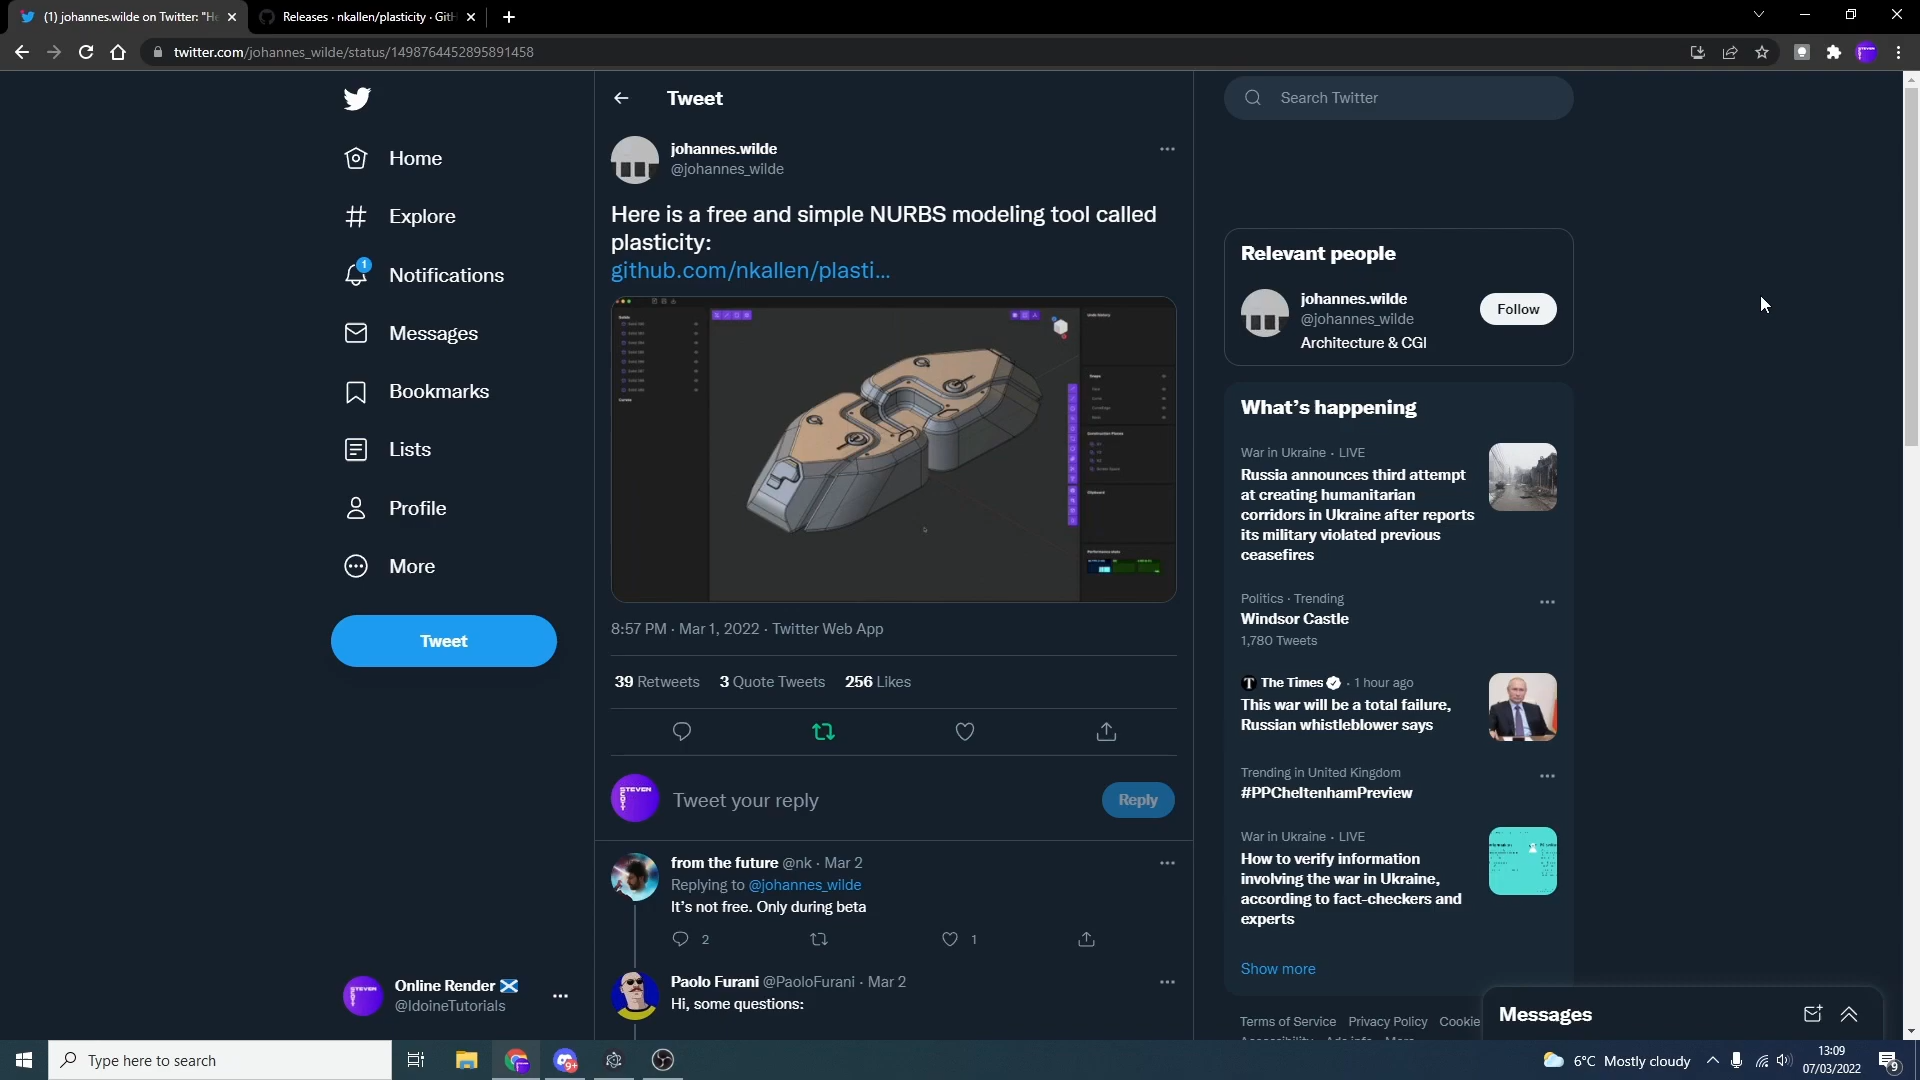 (1) johannes.wilde on Twitter: "He
Releases · nkallen/plasticity · GitH
twitter.com/johannes_wilde/status/1498764452895891458
Home
Explore
1
Notifications
Messages
Bookmarks
Lists
Profile
More
Tweet
Online Render
@IdoineTutorials
Tweet
johannes.wilde
@johannes_wilde
Here is a free and simple NURBS modeling tool called
plasticity:
github.com/nkallen/plasti...
8:57 PM · Mar 1, 2022 · Twitter Web App
39 Retweets 3 Quote Tweets 256 Likes
STEVEN
SCOTT
Tweet your reply
Reply
from the future @nk · Mar 2
Replying to @johannes_wilde
It's not free. Only during beta
2
1
Paolo Furani @PaoloFurani · Mar 2
Hi, some questions:
Search Twitter
Relevant people
johannes.wilde
@johannes_wilde
Follow
Architecture & CGI
What's happening
War in Ukraine · LIVE
Russia announces third attempt
at creating humanitarian
corridors in Ukraine after reports
its military violated previous
ceasefires
Politics · Trending
Windsor Castle
1,780 Tweets
The Times · 1 hour ago
This war will be a total failure,
Russian whistleblower says
Trending in United Kingdom
#PPCheltenhamPreview
War in Ukraine · LIVE
How to verify information
involving the war in Ukraine,
according to fact-checkers and
experts
Show more
Terms of Service Privacy Policy Cookie
Messages
Type here to search
9+
6°C Mostly cloudy
13:09
07/03/2022
9